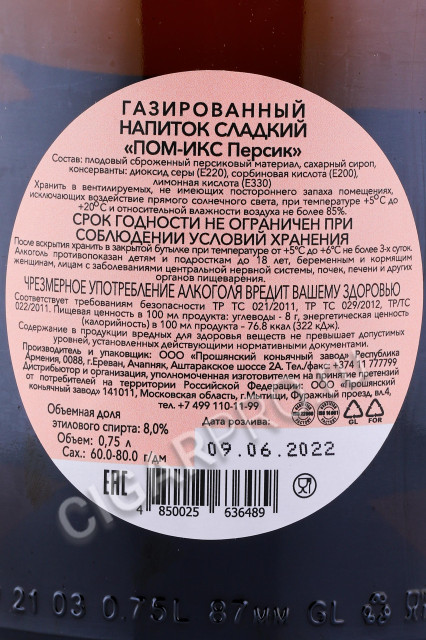 ГАЗИРОВАННЫЙ
НАПИТОК СЛАДКИЙ
«ПОМ-ИКС Персик»
Состав: плодовый сброженный персиковый материал, сахарный сироп,
консерванты: диоксид серы (Е220), сорбиновая кислота (Е200),
лимонная кислота (Е330)
Хранить в вентилируемых, не имеющих постороннего запаха помещениях,
исключающих воздействие прямого солнечного света, при температуре +5°С до
+20°С и относительной влажности воздуха не более 85%.
СРОК ГОДНОСТИ НЕ ОГРАНИЧЕН ПРИ
СОБЛЮДЕНИИ УСЛОВИЙ ХРАНЕНИЯ
После вскрытия хранить в закрытой бутылке при температуре от +5°С до +6°С не более 3-х суток.
Алкоголь противопоказан детям и подросткам до 18 лет, беременным и кормящим
женщинам, лицам с заболеваниями центральной нервной системы, почек, печени и других
органов пищеварения.
ЧРЕЗМЕРНОЕ УПОТРЕБЛЕНИЕ АЛКОГОЛЯ ВРЕДИТ ВАШЕМУ ЗДОРОВЬЮ
Соответствует требованиям безопасности ТР ТС 021/2011, ТР ТС 029/2012, ТР/ТС
022/2011. Пищевая ценность в 100 мл продукта: углеводы - 8 г, энергетическая ценность
(калорийность) в 100 мл продукта - 76.8 ккал (322 кДж).
Содержание в продукции вредных для здоровья веществ не превышает допустимых
уровней, установленных действующими нормативными документами.
Производитель и упаковщик: ООО «Прошянский коньячный завод» Республика
Армения, 0088, г.Ереван, Ачапняк, Аштаракское шоссе 2А. Тел./факс: +374 11 777799
Дистрибьютор и организация, уполномоченная изготовителем на принятие претензий
от потребителей на территории Российской Федерации: ООО «Прошянский
коньячный завод» 141011, Московская область, г.Мытищи, Фуражный проезд, вл.4,
тел. +7 499 110-11-99
Объемная доля
этилового спирта: 8,0%
Объем: 0,75 л
Сах.: 60.0-80.0 г/дм
Дата розлива:
09.06.2022
GL
FOR
EAC
4 850025 636489
CIGARPRO.RU
21 03 0.75L 87мм GL